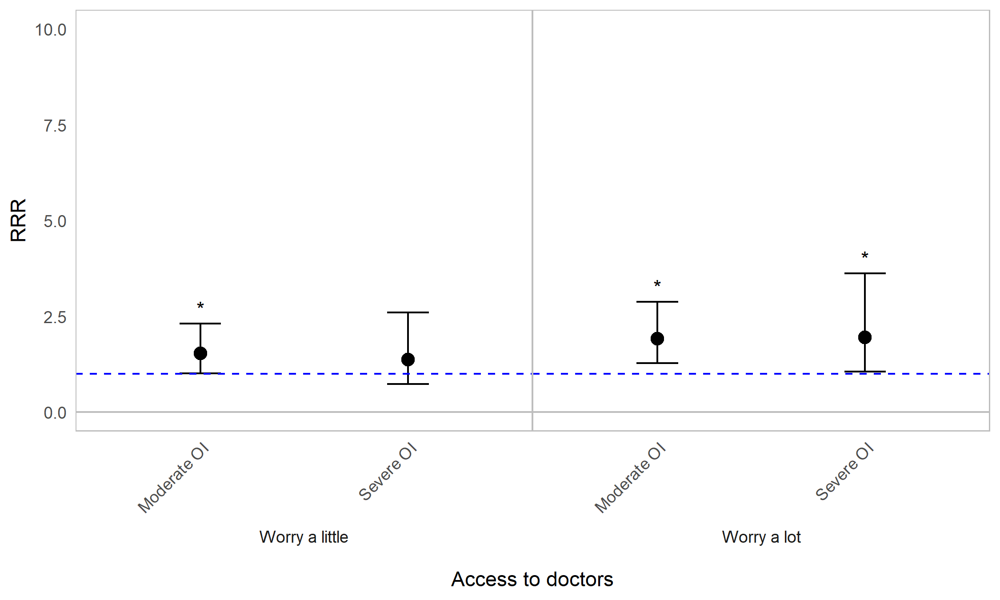 10.0
7.5
5.0
2.5
0.0
RRR
*
*
*
Moderate OI
Severe OI
Moderate OI
Severe OI
Worry a little
Worry a lot
Access to doctors